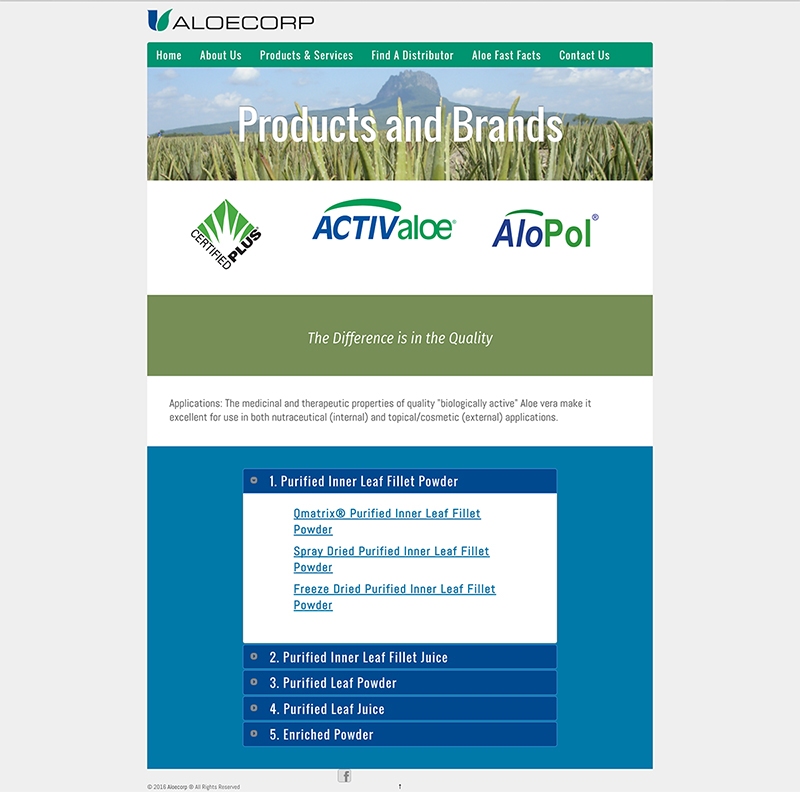 ALOECORP
Home About Us Products & Services Find A Distributor Aloe Fast Facts Contact Us
Products and Brands
CERTIFIED PLUS
ACTIValoe®
AloPol®
The Difference is in the Quality
Applications: The medicinal and therapeutic properties of quality "biologically active" Aloe vera make it
excellent for use in both nutraceutical (internal) and topical/cosmetic (external) applications.
1. Purified Inner Leaf Fillet Powder
Qmatrix® Purified Inner Leaf Fillet
Powder
Spray Dried Purified Inner Leaf Fillet
Powder
Freeze Dried Purified Inner Leaf Fillet
Powder
2. Purified Inner Leaf Fillet Juice
3. Purified Leaf Powder
4. Purified Leaf Juice
5. Enriched Powder
f
© 2016 Aloecorp ® All Rights Reserved ↑